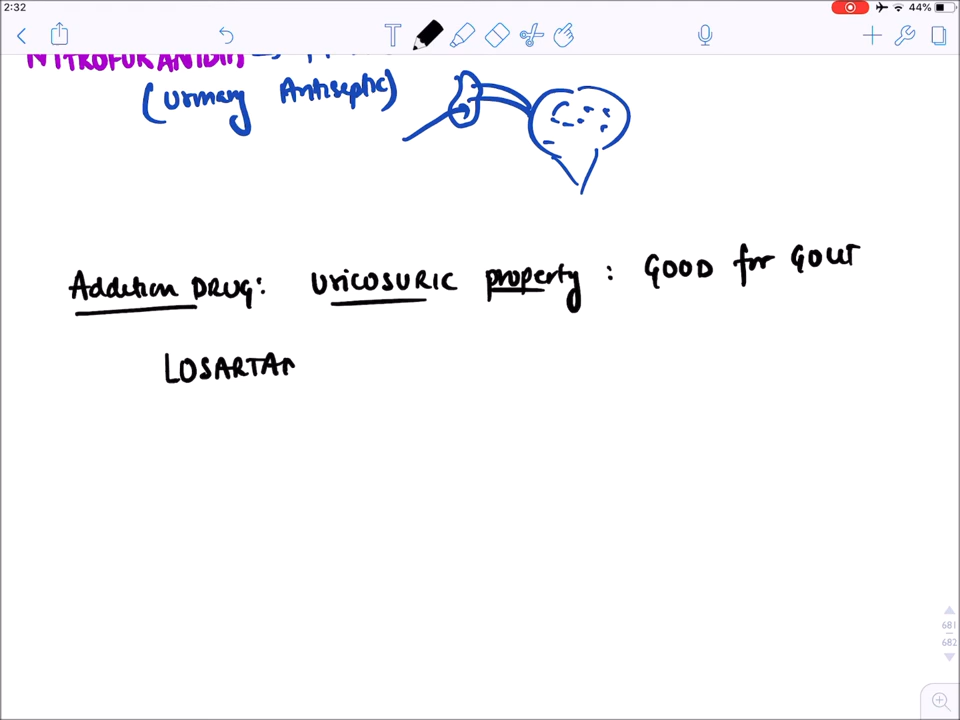 2:32
44%
NITROFURANTOIN
(Urinary Antiseptic)
Addition DRUG: URICOSURIC property : GOOD for GOUT
LOSARTAN
681
682